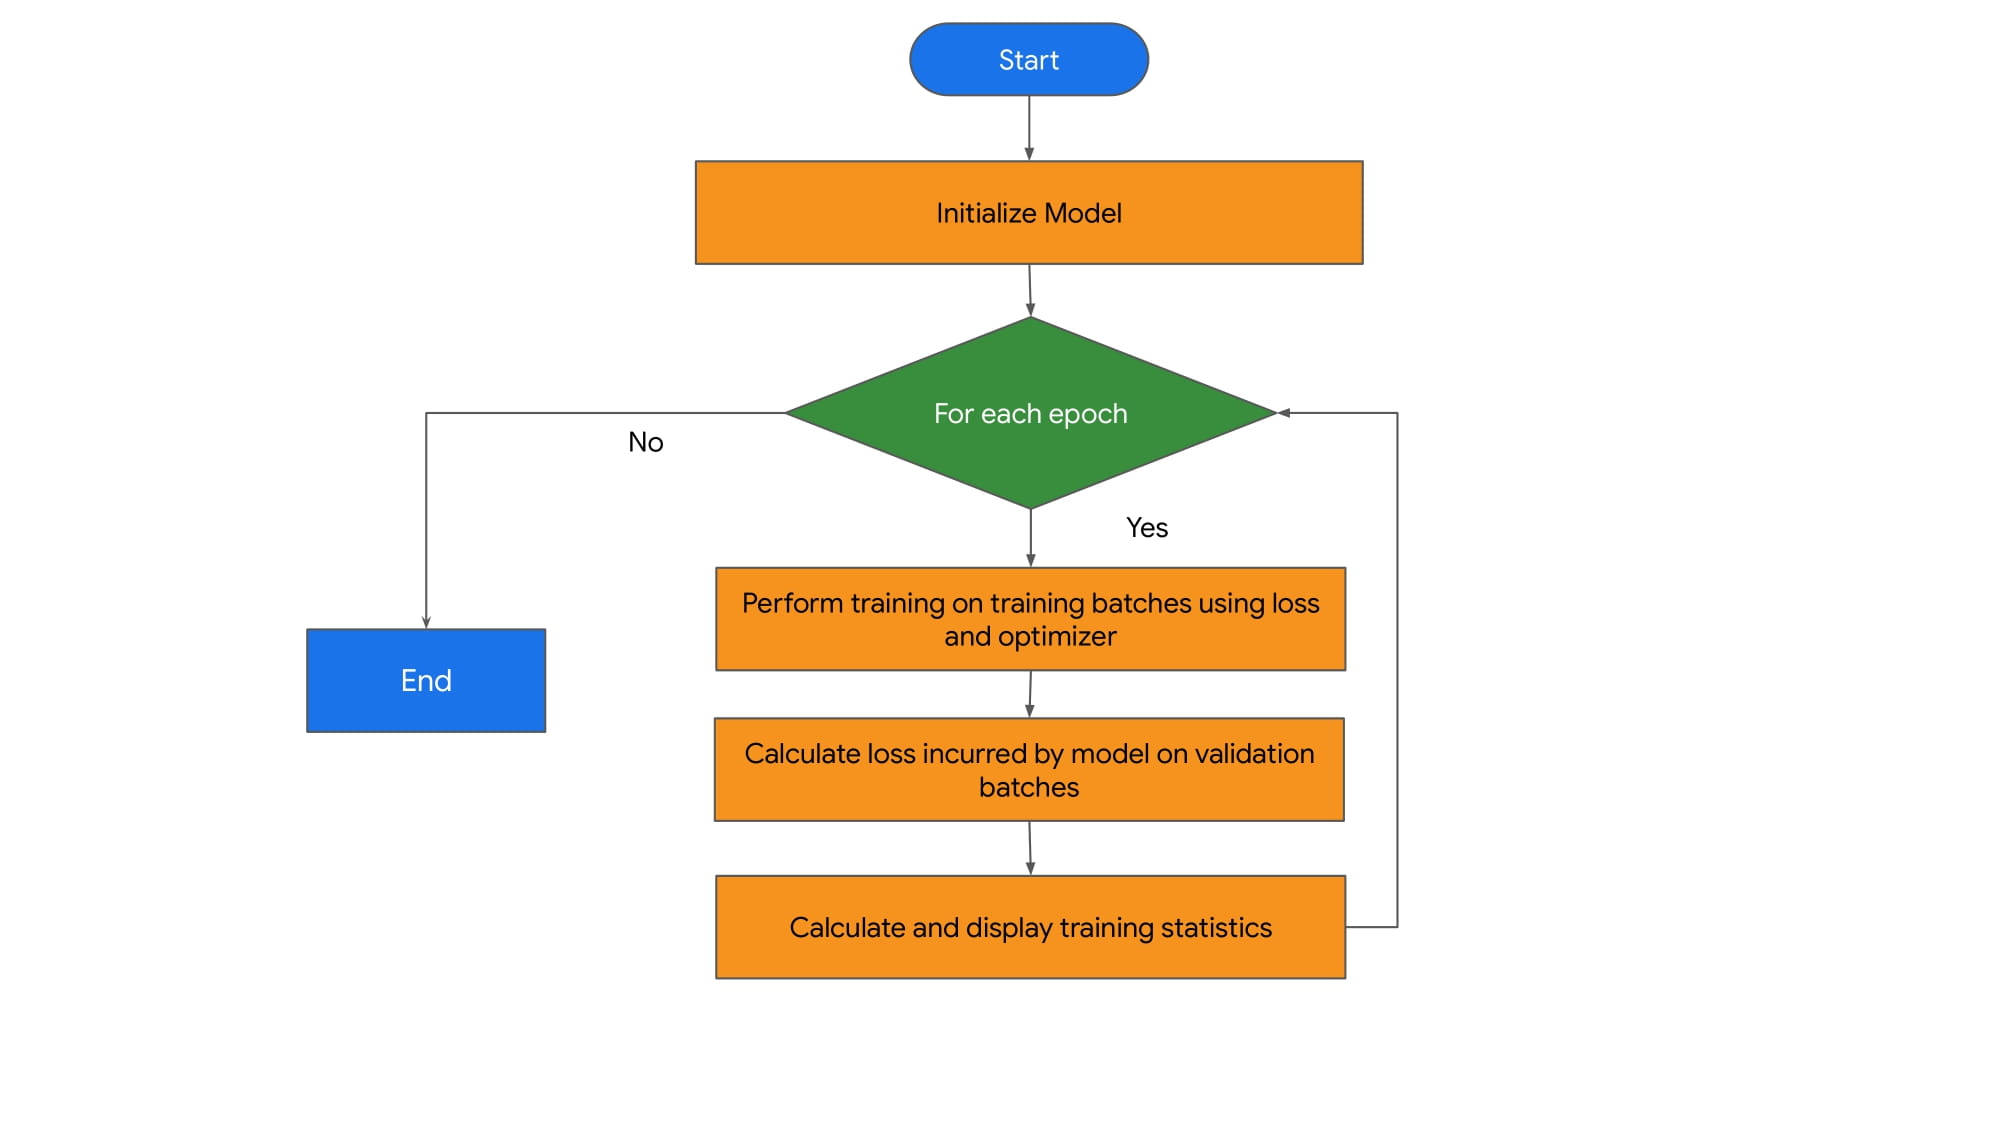 Start
Initialize Model
For each epoch
No
Yes
Perform training on training batches using loss
and optimizer
End
Calculate loss incurred by model on validation
batches
Calculate and display training statistics